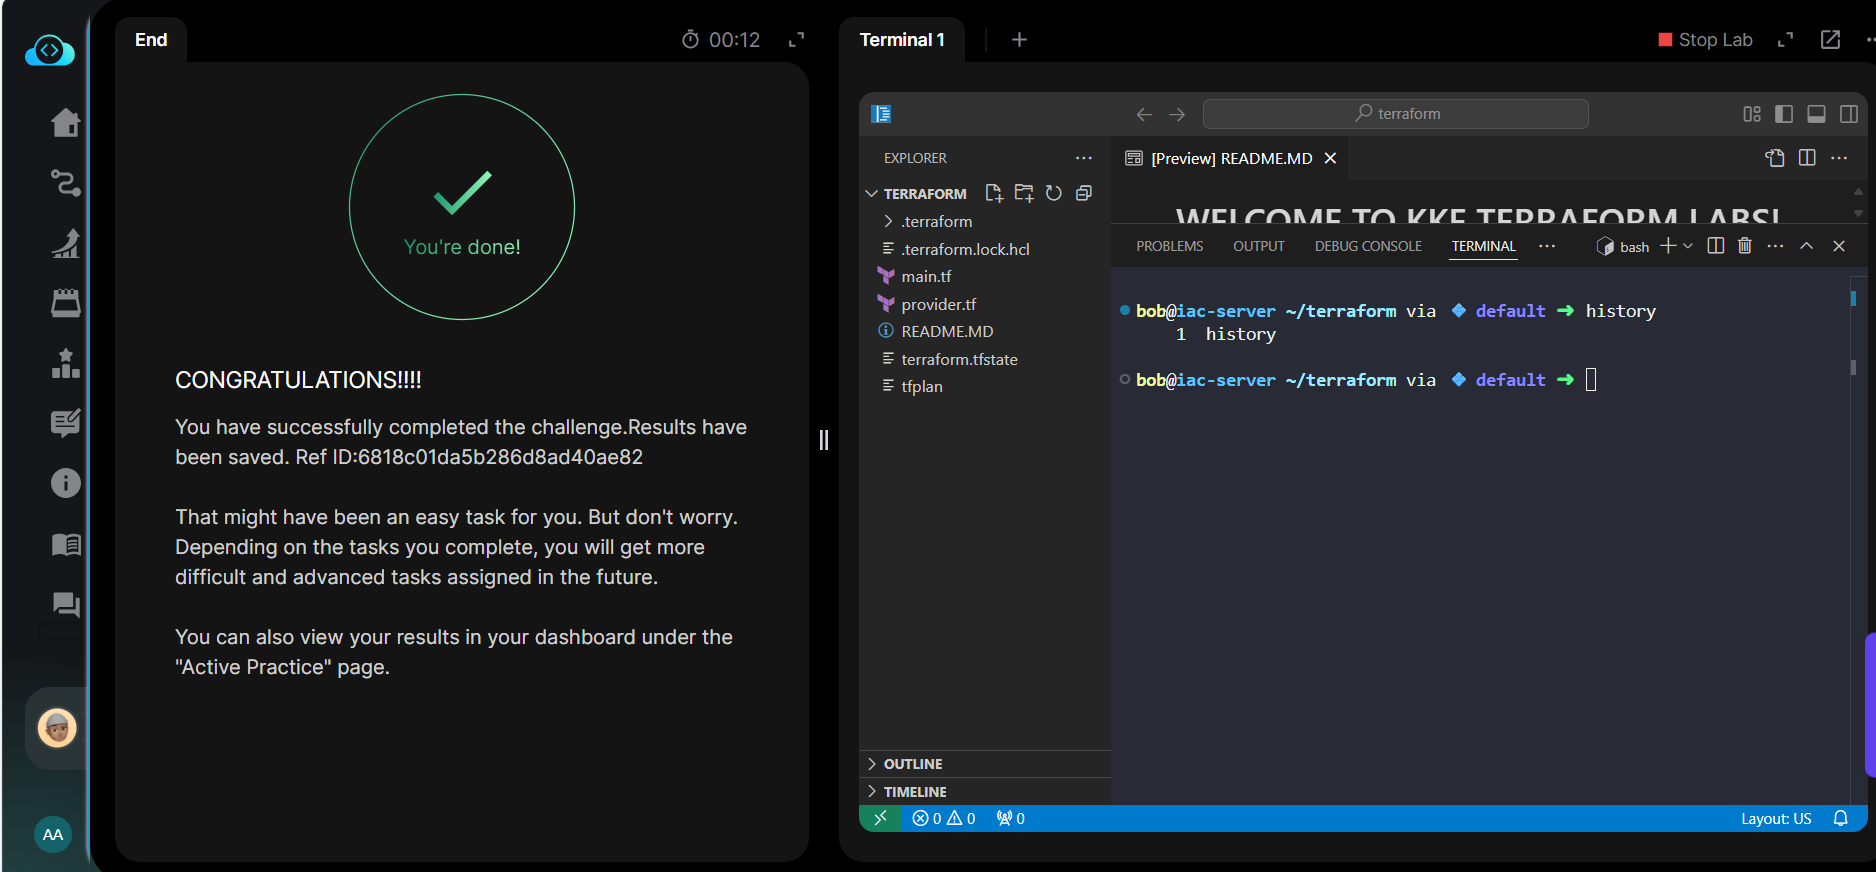 End
00:12
You're done!
CONGRATULATIONS!!!!
You have successfully completed the challenge.Results have
been saved. Ref ID:6818c01da5b286d8ad40ae82
That might have been an easy task for you. But don't worry.
Depending on the tasks you complete, you will get more
difficult and advanced tasks assigned in the future.
You can also view your results in your dashboard under the
"Active Practice" page.
AA
Terminal 1
Stop Lab
terraform
EXPLORER
TERRAFORM
.terraform
.terraform.lock.hcl
main.tf
provider.tf
README.MD
terraform.tfstate
tfplan
OUTLINE
TIMELINE
[Preview] README.MD
WELCOME TO KKE TERRAFORM LABS!
PROBLEMS OUTPUT DEBUG CONSOLE TERMINAL
bash
bob@iac-server ~/terraform via default ➜ history
1 history
bob@iac-server ~/terraform via default ➜
0 0 0
Layout: US